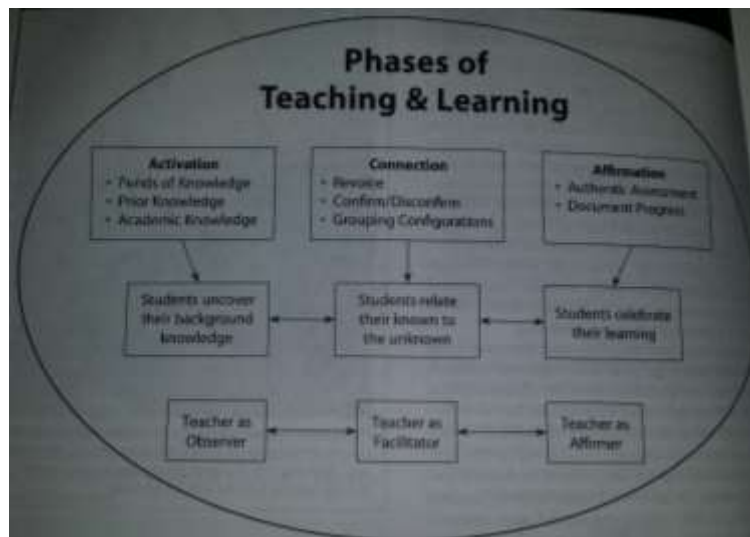 Phases of
Teaching & Learning
Activation
• Funds of Knowledge
• Prior Knowledge
• Academic Knowledge
Connection
• Revoice
• Confirm/Disconfirm
• Grouping Configurations
Affirmation
• Authentic Assessment
• Document Progress
Students uncover
their background
knowledge
Students relate
their known to
the unknown
Students celebrate
their learning
Teacher as
Observer
Teacher as
Facilitator
Teacher as
Affirmer